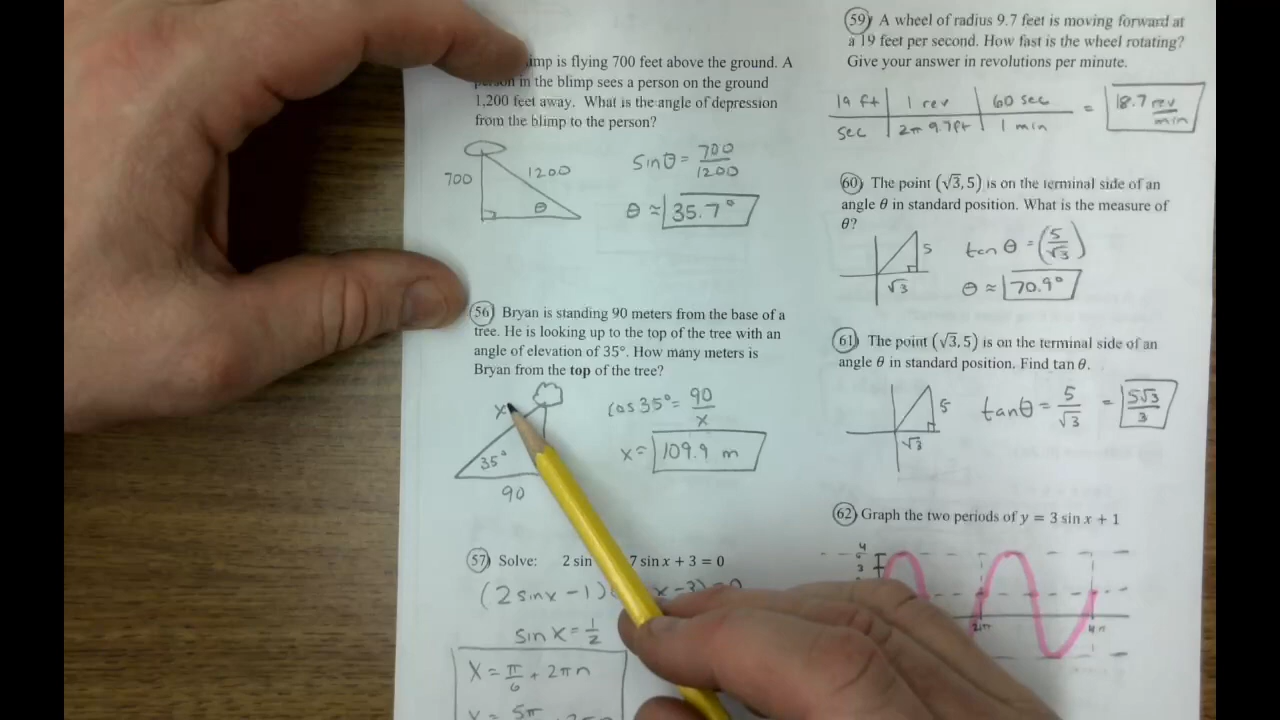 is flying 700 feet above the ground. A
person in the blimp sees a person on the ground
1,200 feet away. What is the angle of depression
from the blimp to the person?
700
1200
θ
sinθ = 700/1200
θ ≈ 35.7°
56 Bryan is standing 90 meters from the base of a
tree. He is looking up to the top of the tree with an
angle of elevation of 35°. How many meters is
Bryan from the top of the tree?
x
35°
90
cos 35° = 90/x
x = 109.9 m
57 Solve: 2 sin 7 sin x + 3 = 0
(2sinx - 1) x - 3) = 0
sin x = 1/2
x = π/6 + 2πn
x = 5π
59 A wheel of radius 9.7 feet is moving forward at
a 19 feet per second. How fast is the wheel rotating?
Give your answer in revolutions per minute.
19 ft | 1 rev | 60 sec
sec | 2π 9.7ft | 1 min
= 18.7 rev/min
60 The point (√3, 5) is on the terminal side of an
angle θ in standard position. What is the measure of
θ?
5
√3
tan θ = (5/√3)
θ ≈ 70.9°
61 The point (√3, 5) is on the terminal side of an
angle θ in standard position. Find tan θ.
5
√3
tanθ = 5/√3 = 5√3/3
62 Graph the two periods of y = 3 sin x + 1
4
3
2π
4π